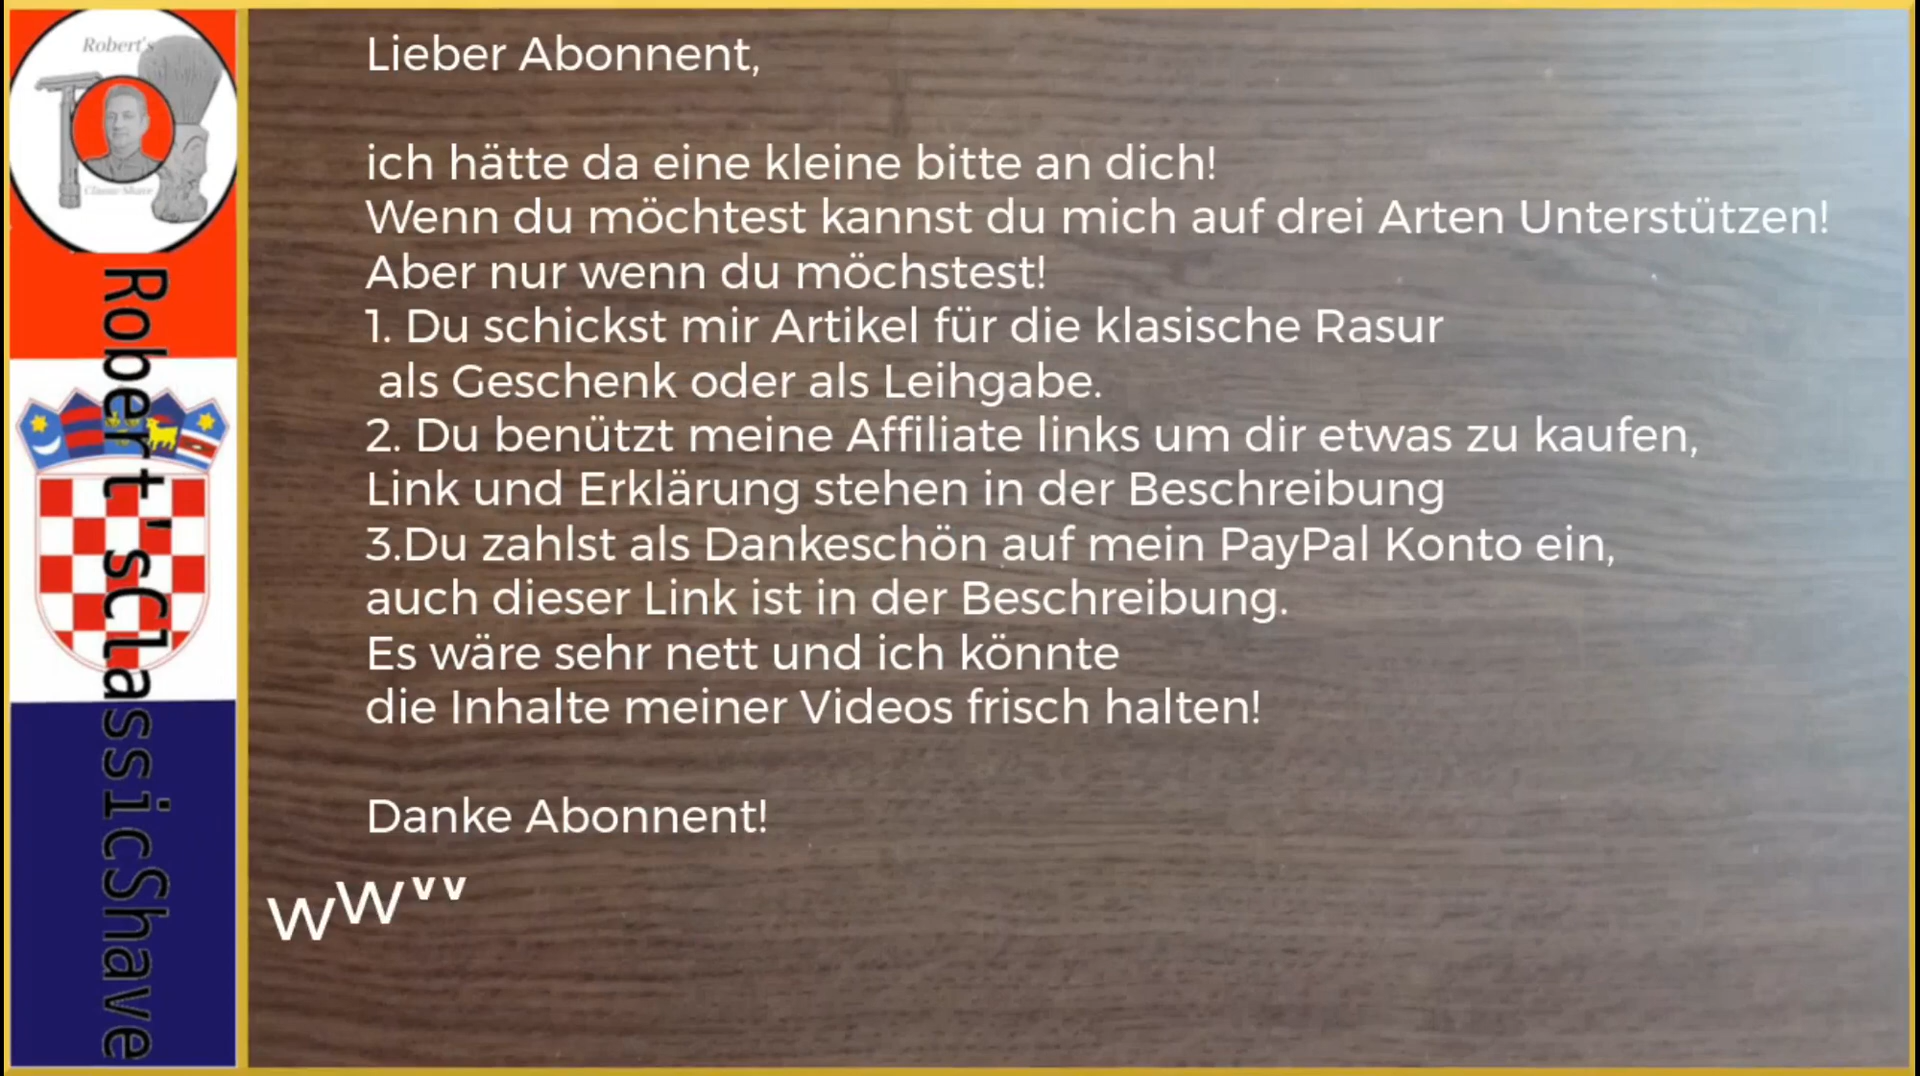 Robert's
Classic Shave
Robert'sClassicShave
Lieber Abonnent,
ich hätte da eine kleine bitte an dich!
Wenn du möchtest kannst du mich auf drei Arten Unterstützen!
Aber nur wenn du möchstest!
1. Du schickst mir Artikel für die klasische Rasur
als Geschenk oder als Leihgabe.
2. Du benützt meine Affiliate links um dir etwas zu kaufen,
Link und Erklärung stehen in der Beschreibung
3.Du zahlst als Dankeschön auf mein PayPal Konto ein,
auch dieser Link ist in der Beschreibung.
Es wäre sehr nett und ich könnte
die Inhalte meiner Videos frisch halten!
Danke Abonnent!
wwvv